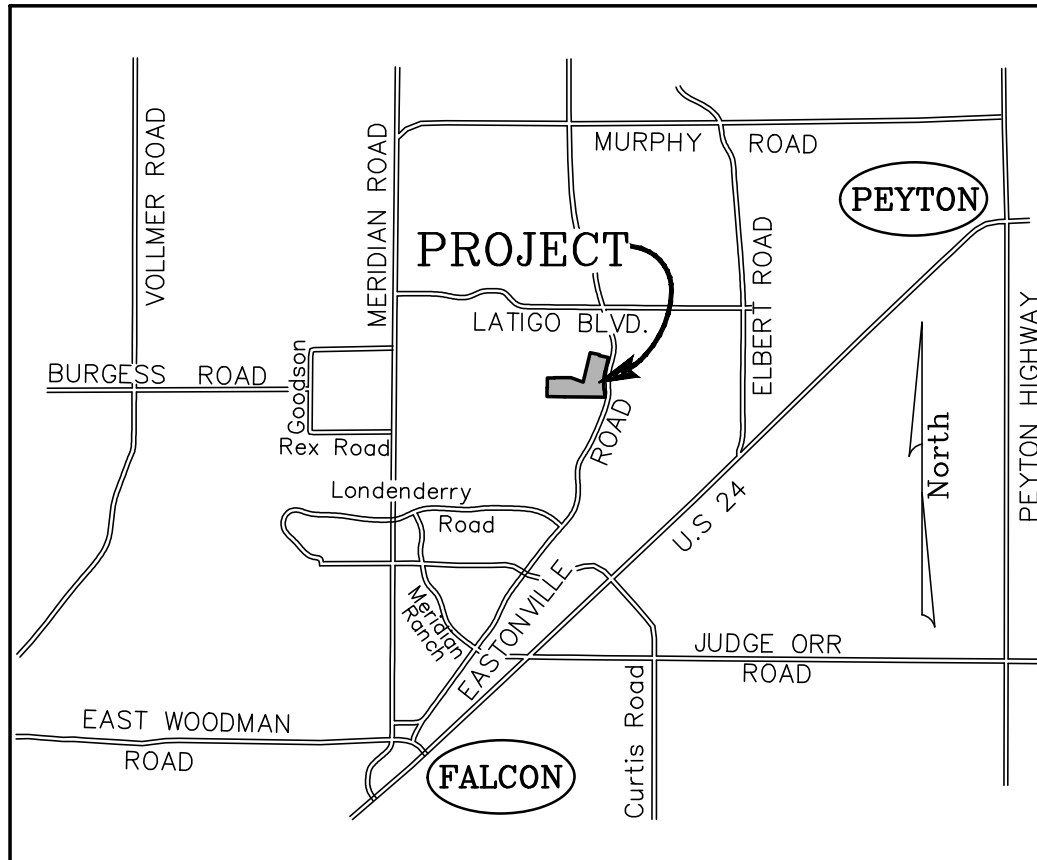 VOLLMER ROAD
MERIDIAN ROAD
MURPHY ROAD
PEYTON
PROJECT
ELBERT ROAD
LATIGO BLVD.
PEYTON HIGHWAY
BURGESS ROAD
Goodson
Rex Road
ROAD
North
Londenderry
Road
U.S 24
EASTONVILLE
Meridian
Ranch
JUDGE ORR
ROAD
Curtis Road
EAST WOODMAN
ROAD
FALCON